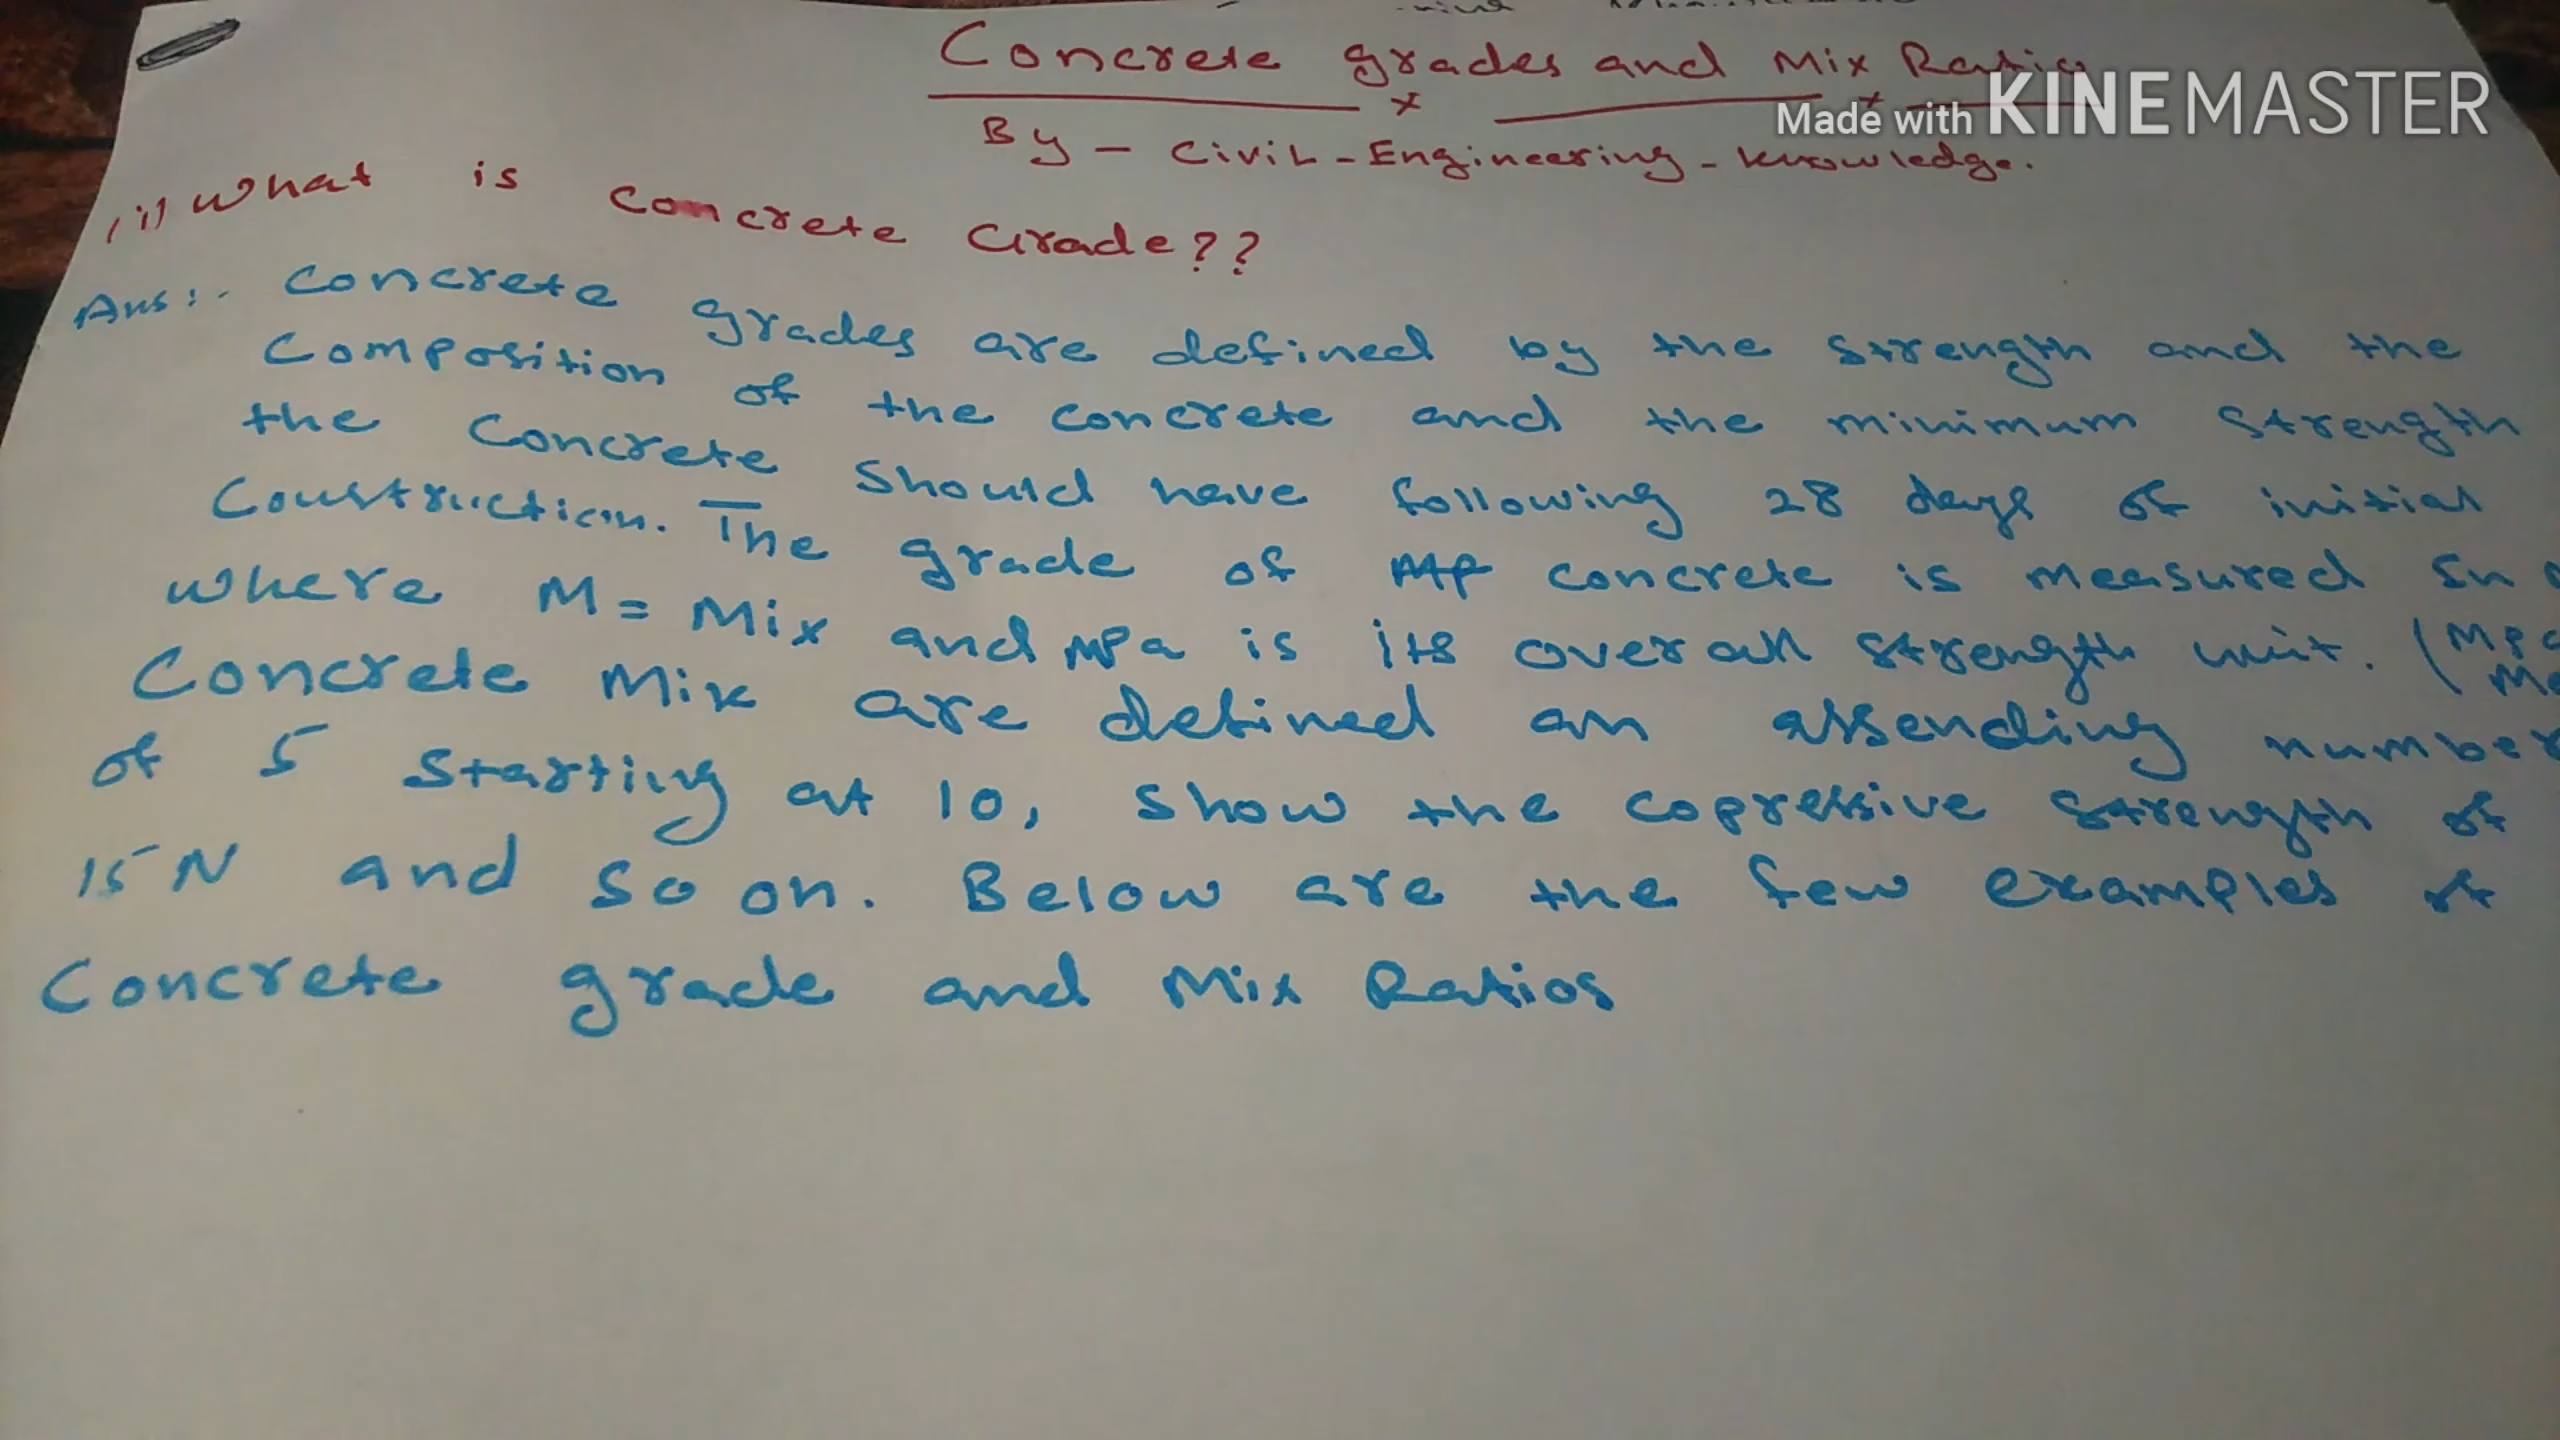 Concrete grades and Mix Ratio
Made with KINEMASTER
By - Civil - Engineering - knowledge.
(i) What is Concrete Grade??
Ans:- Concrete grades are defined by the strength and the
Composition of the concrete and the minimum strength
the Concrete should have following 28 days of initial
Construction. The grade of concrete is measured in
where M = Mix and MPa is its overall strength unit. (MPa
Concrete Mix are defined an assending number
of 5 starting at 10, show the copressive strength of
15 N and so on. Below are the few examples of
Concrete grade and Mix Ratios